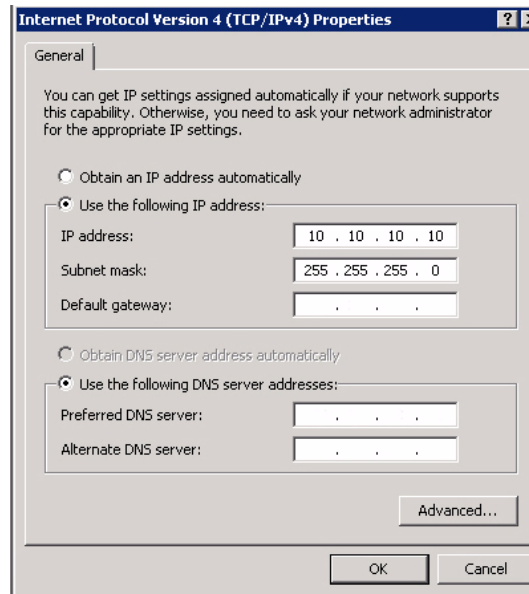 Internet Protocol Version 4 (TCP/IPv4) Properties ?
General
You can get IP settings assigned automatically if your network supports
this capability. Otherwise, you need to ask your network administrator
for the appropriate IP settings.
Obtain an IP address automatically
Use the following IP address:
IP address: 10 . 10 . 10 . 10
Subnet mask: 255 . 255 . 255 . 0
Default gateway: . . .
Obtain DNS server address automatically
Use the following DNS server addresses:
Preferred DNS server: . . .
Alternate DNS server: . . .
Advanced...
OK Cancel